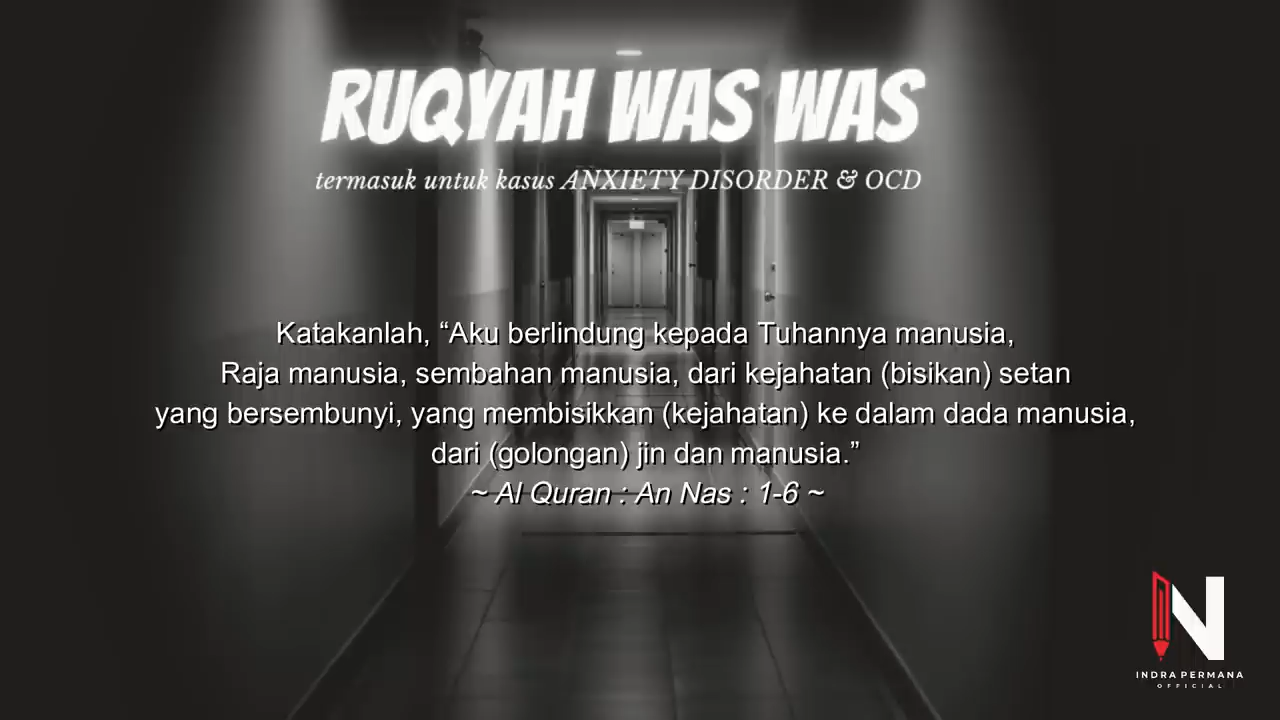 RUQYAH WAS WAS
termasuk untuk kasus ANXIETY DISORDER & OCD
Katakanlah, “Aku berlindung kepada Tuhannya manusia,
Raja manusia, sembahan manusia, dari kejahatan (bisikan) setan
yang bersembunyi, yang membisikkan (kejahatan) ke dalam dada manusia,
dari (golongan) jin dan manusia.”
~ Al Quran : An Nas : 1-6 ~
INDRA PERMANA
OFFICIAL